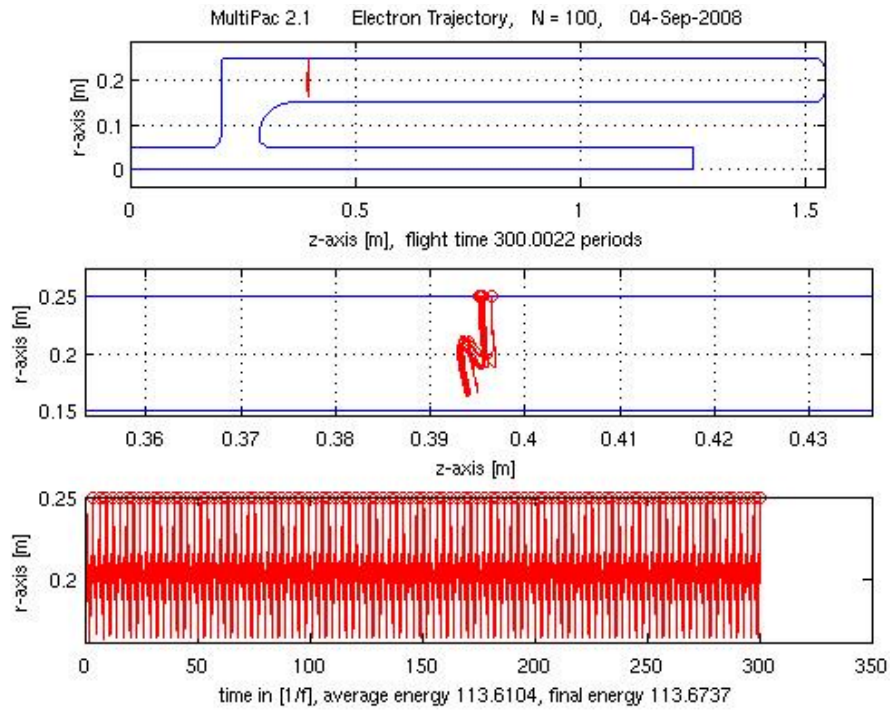 MultiPac 2.1 Electron Trajectory, N = 100, 04-Sep-2008
r-axis [m]
0.2
0.1
0
0 0.5 1 1.5
z-axis [m], flight time 300.0022 periods
r-axis [m]
0.25
0.2
0.15
0.36 0.37 0.38 0.39 0.4 0.41 0.42 0.43
z-axis [m]
r-axis [m]
0.25
0.2
0 50 100 150 200 250 300 350
time in [1/f], average energy 113.6104, final energy 113.6737